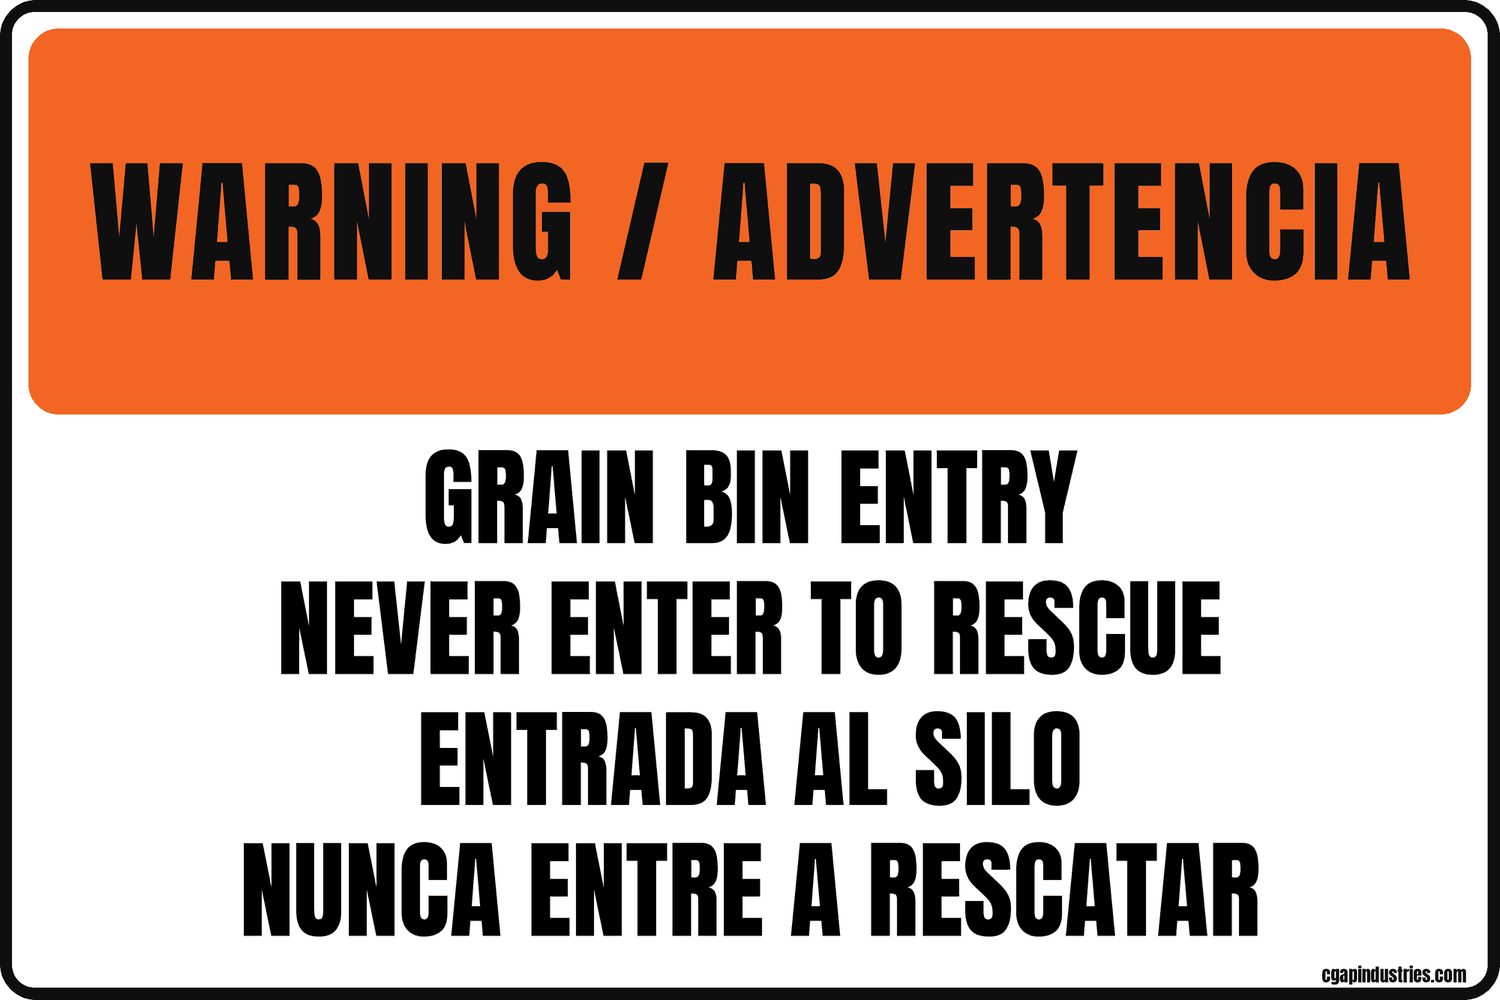 WARNING / ADVERTENCIA
GRAIN BIN ENTRY
NEVER ENTER TO RESCUE
ENTRADA AL SILO
NUNCA ENTRE A RESCATAR
cgapindustries.com